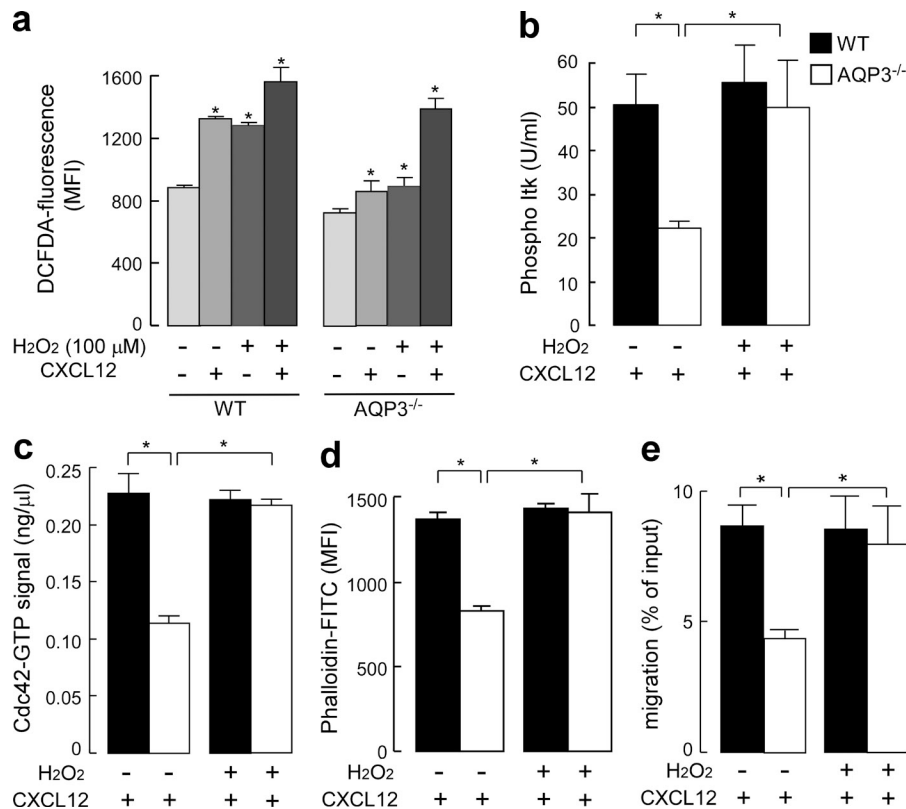 a
DCFDA-fluorescence
(MFI)
1600
1200
800
400
0
* * * * * *
H₂O₂ (100 µM) - - + + - - + +
CXCL12 - + - + - + - +
WT AQP3-/-
b
* *
WT
AQP3-/-
Phospho Itk (U/ml)
60
50
40
30
20
10
0
H₂O₂ - - + +
CXCL12 + + + +
c
* *
Cdc42-GTP signal (ng/µl)
0.25
0.20
0.15
0.10
0.05
0
H₂O₂ - - + +
CXCL12 + + + +
d
* *
Phalloidin-FITC (MFI)
1500
1000
500
0
H₂O₂ - - + +
CXCL12 + + + +
e
* *
migration (% of input)
10
5
0
H₂O₂ - - + +
CXCL12 + + + +